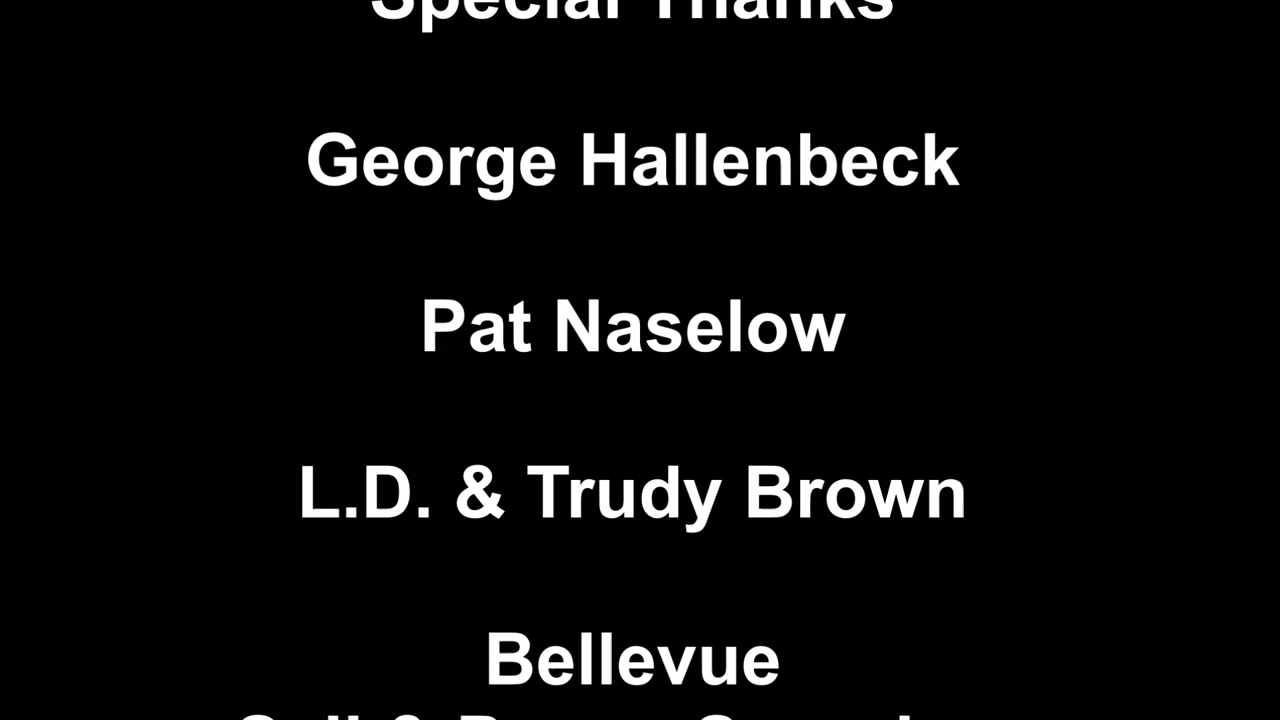 Special Thanks
George Hallenbeck
Pat Naselow
L.D. & Trudy Brown
Bellevue